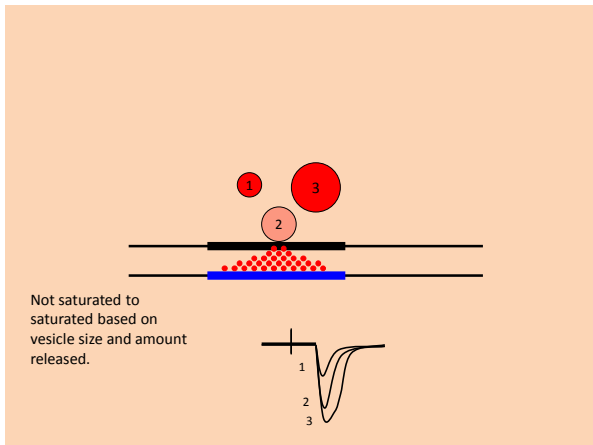 1
3
2
Not saturated to
saturated based on
vesicle size and amount
released.
1
2
3